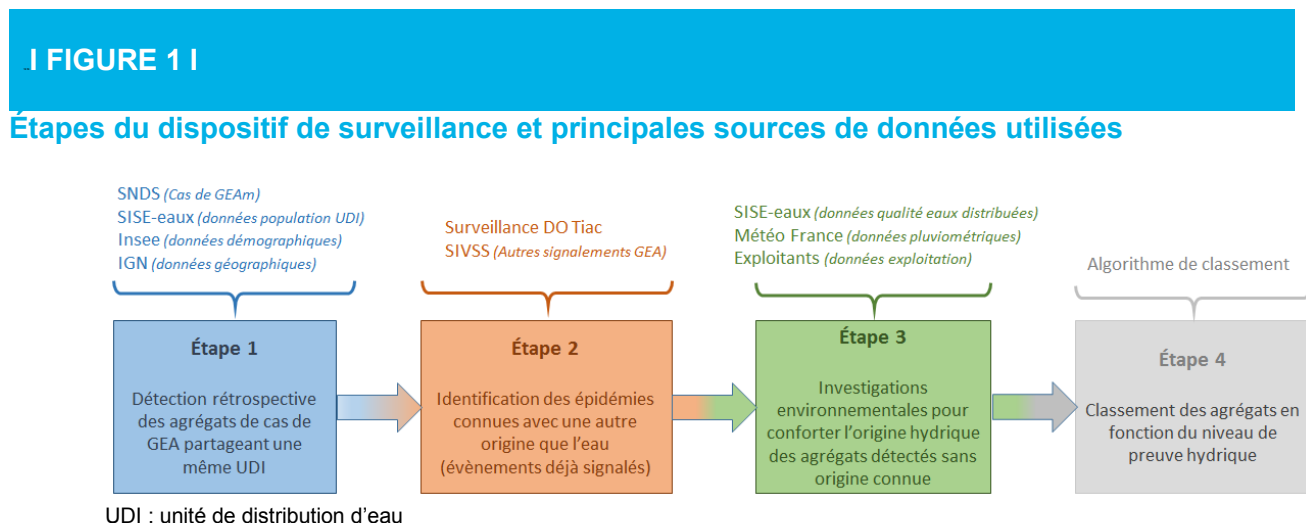 I FIGURE 1 I
Étapes du dispositif de surveillance et principales sources de données utilisées
SNDS (Cas de GEAm)
SISE-eaux (données population UDI)
Insee (données démographiques)
IGN (données géographiques)
Surveillance DO Tiac
SIVSS (Autres signalements GEA)
SISE-eaux (données qualité eaux distribuées)
Météo France (données pluviométriques)
Exploitants (données exploitation)
Algorithme de classement
Étape 1
Détection rétrospective
des agrégats de cas de
GEA partageant une
même UDI
Étape 2
Identification des épidémies
connues avec une autre
origine que l'eau
(évènements déjà signalés)
Étape 3
Investigations
environnementales pour
conforter l'origine hydrique
des agrégats détectés sans
origine connue
Étape 4
Classement des agrégats en
fonction du niveau de
preuve hydrique
UDI : unité de distribution d'eau